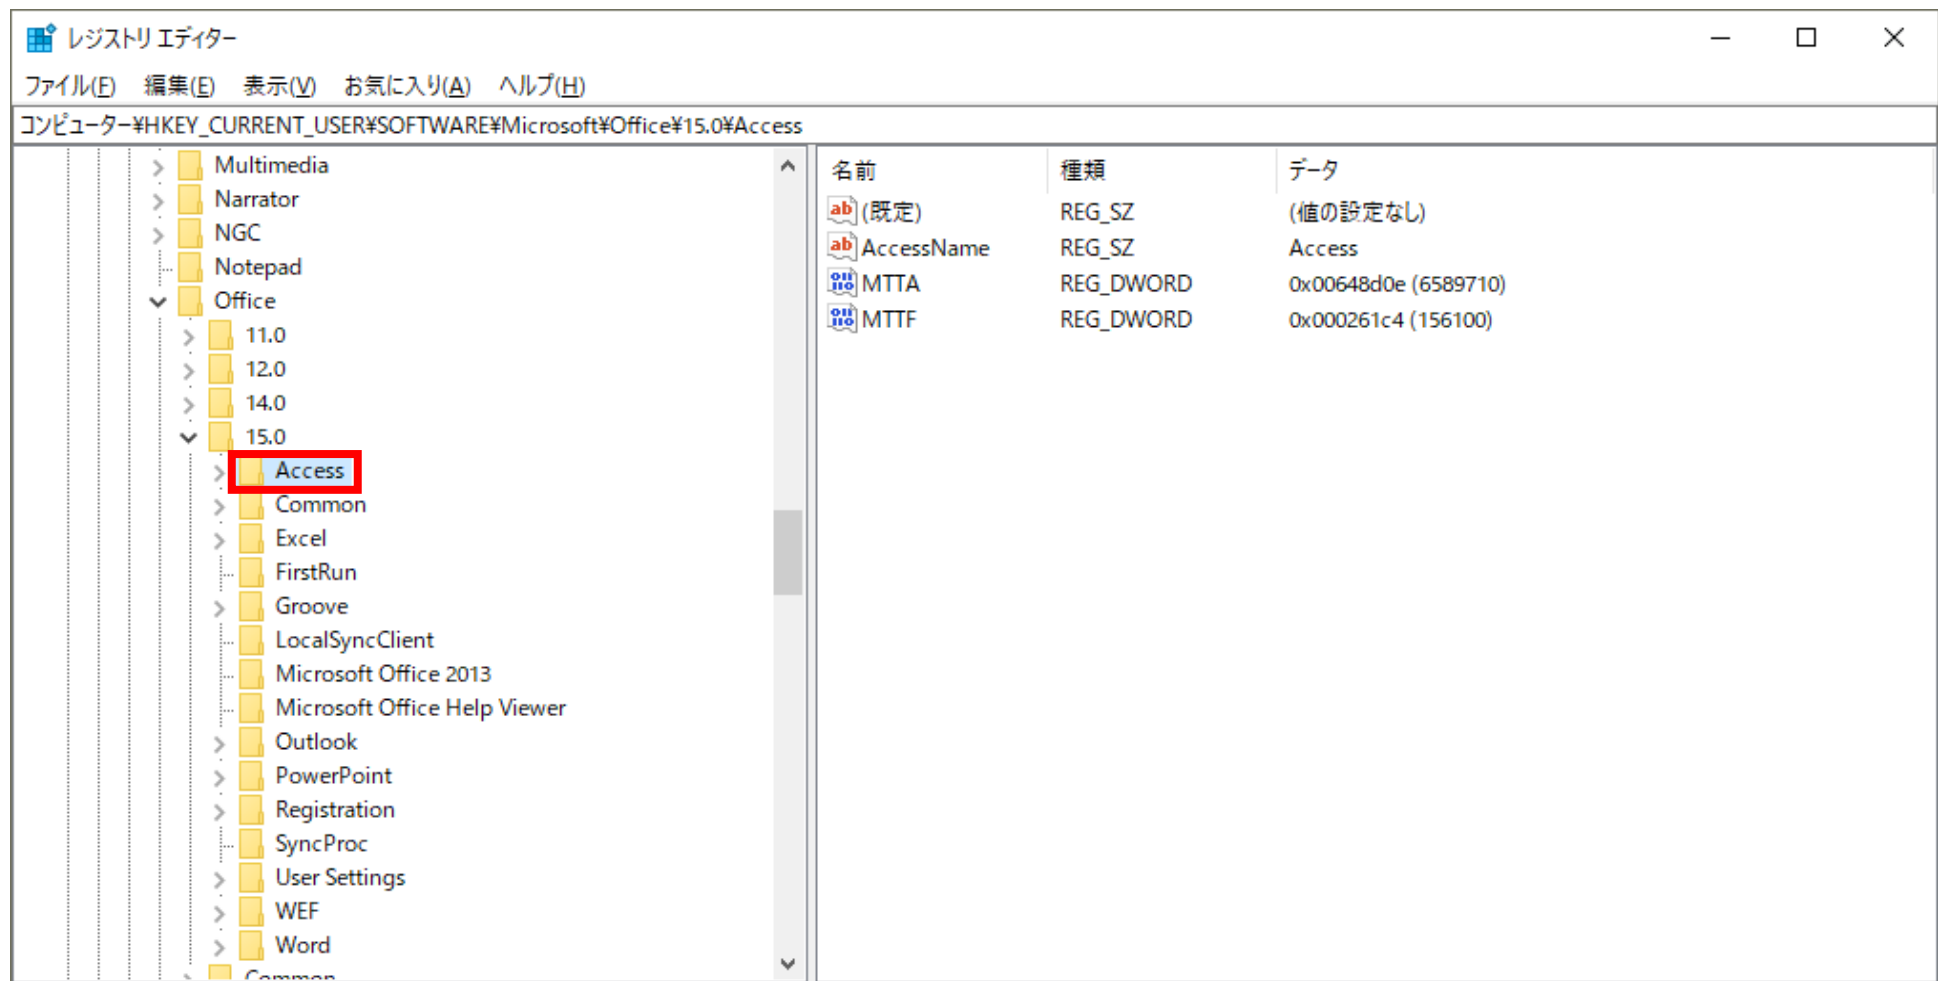 レジストリ エディター
ファイル(F) 編集(E) 表示(V) お気に入り(A) ヘルプ(H)
コンピューター¥HKEY_CURRENT_USER¥SOFTWARE¥Microsoft¥Office¥15.0¥Access
Multimedia
Narrator
NGC
Notepad
Office
11.0
12.0
14.0
15.0
Access
Common
Excel
FirstRun
Groove
LocalSyncClient
Microsoft Office 2013
Microsoft Office Help Viewer
Outlook
PowerPoint
Registration
SyncProc
User Settings
WEF
Word
Common
名前 種類 データ
(既定) REG_SZ (値の設定なし)
AccessName REG_SZ Access
MTTA REG_DWORD 0x00648d0e (6589710)
MTTF REG_DWORD 0x000261c4 (156100)